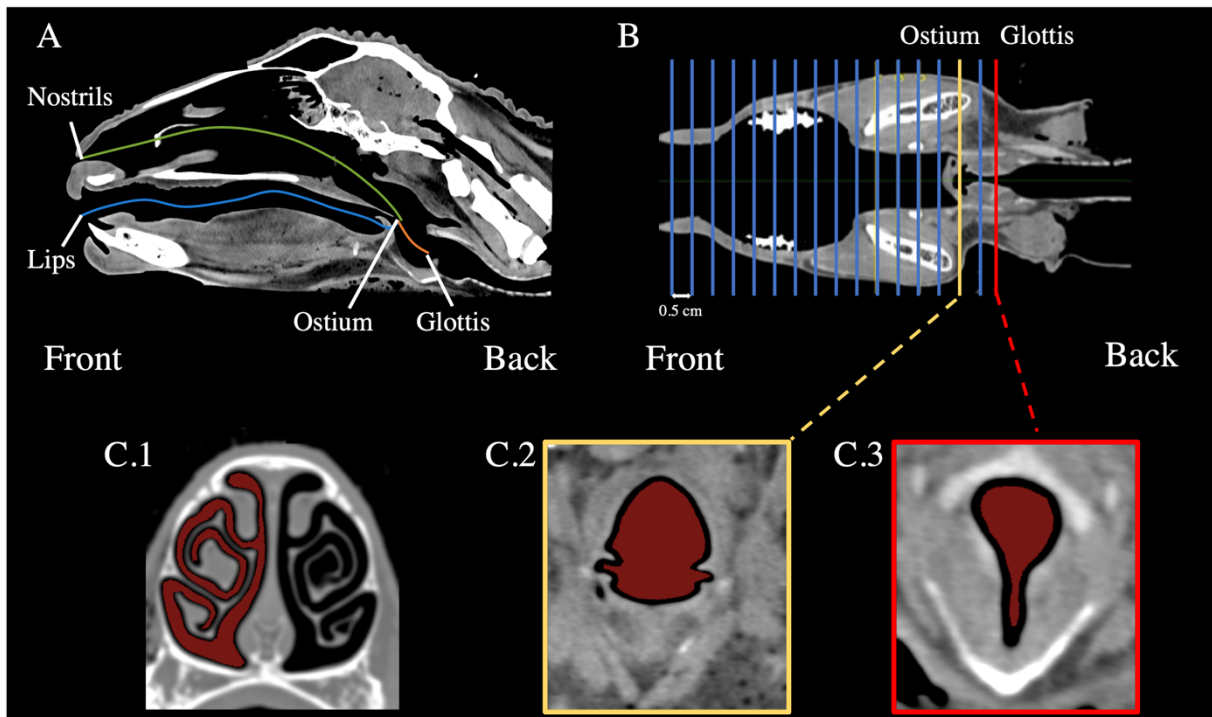 A
Nostrils
Lips
Ostium
Glottis
Front
Back
B
Ostium
Glottis
0.5 cm
Front
Back
C.1
C.2
C.3